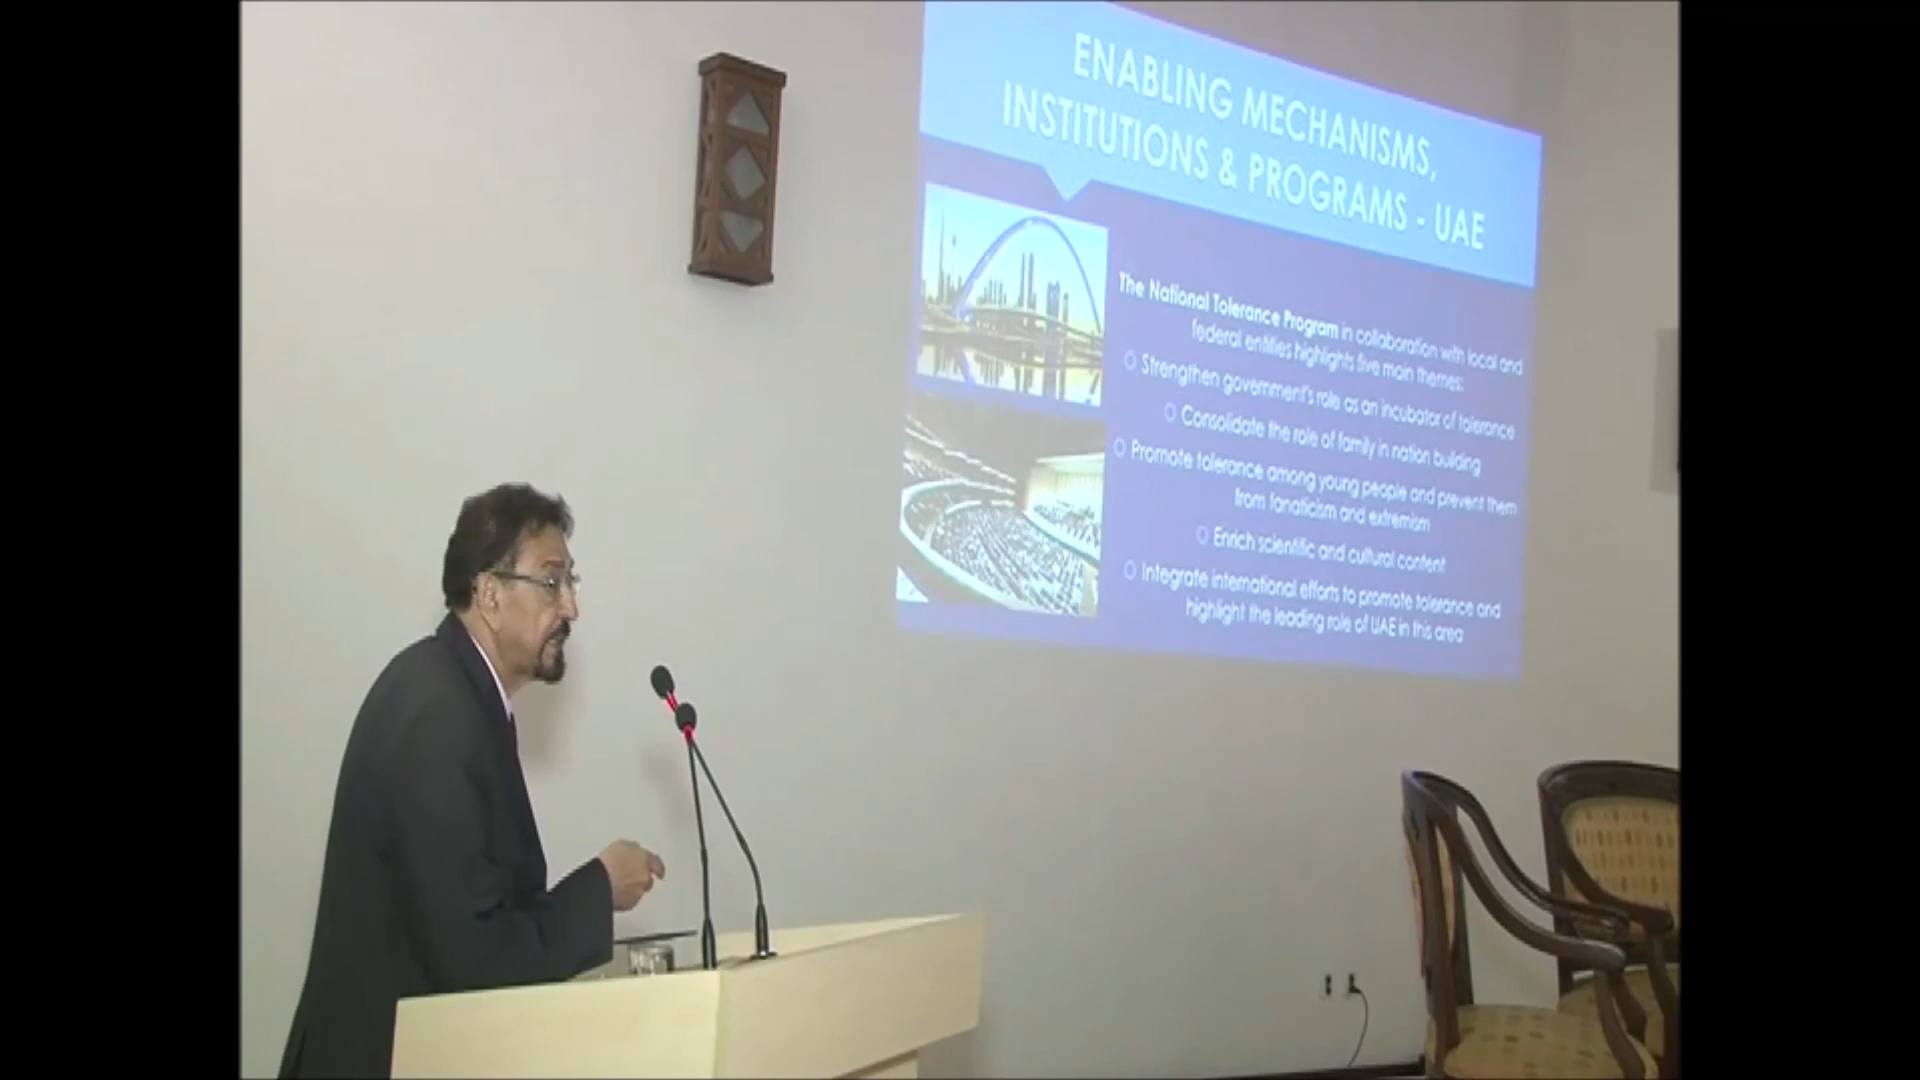 ENABLING MECHANISMS,
INSTITUTIONS & PROGRAMS - UAE
The National Tolerance Program in collaboration with local and
federal entities highlights five main themes:
Strengthen government's role as an incubator of tolerance
Consolidate the role of family in nation building
Promote tolerance among young people and prevent them
from fanaticism and extremism
Enrich scientific and cultural content
Integrate international efforts to promote tolerance and
highlight the leading role of UAE in this area